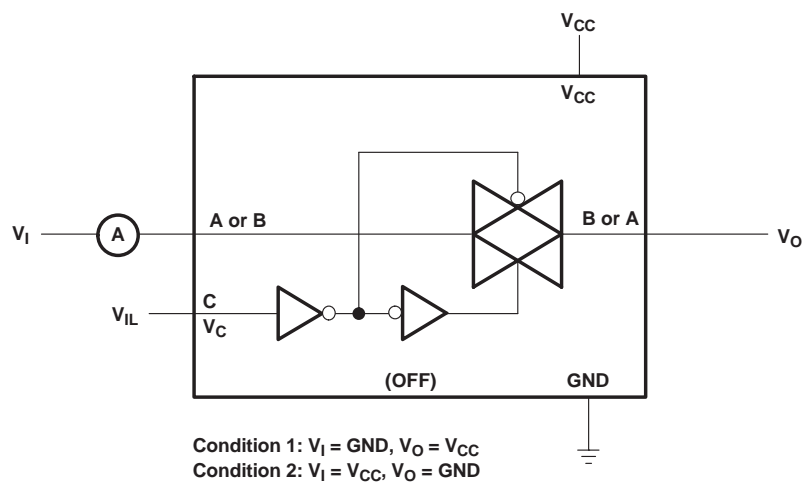 VCC
VCC
A or B
B or A
VI
A
VO
C
VIL
VC
(OFF)
GND
Condition 1: VI = GND, VO = VCC
Condition 2: VI = VCC, VO = GND